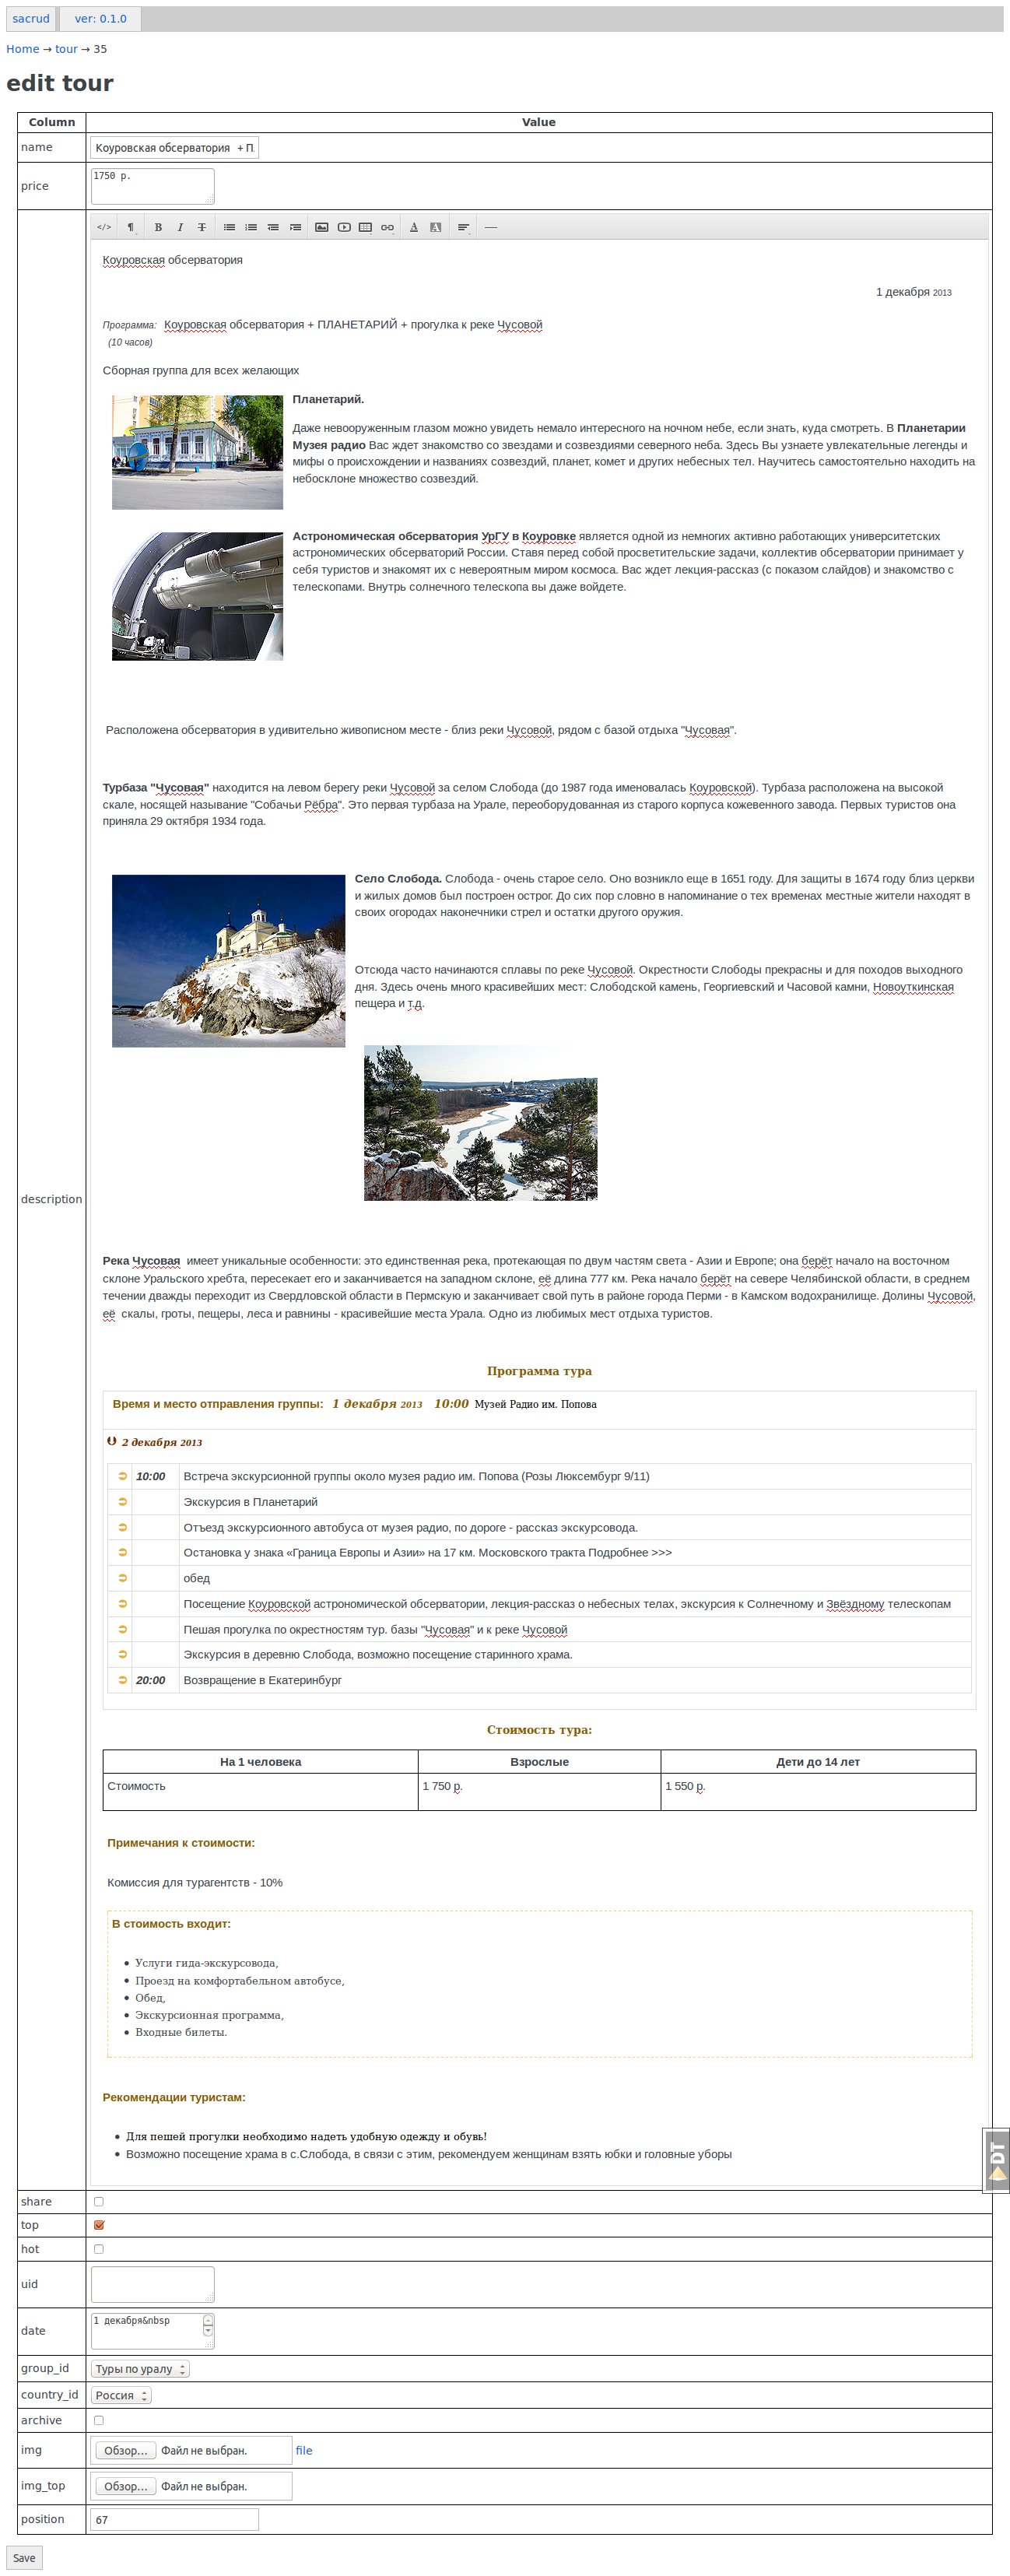 sacrud ver: 0.1.0
Home → tour → 35
edit tour
Column Value
name Коуровская обсерватория + П
price 1750 р.
</> ¶ B I T A A
Коуровская обсерватория
1 декабря 2013
Программа: Коуровская обсерватория + ПЛАНЕТАРИЙ + прогулка к реке Чусовой
(10 часов)
Сборная группа для всех желающих
Планетарий.
Даже невооруженным глазом можно увидеть немало интересного на ночном небе, если знать, куда смотреть. В Планетарии
Музея радио Вас ждет знакомство со звездами и созвездиями северного неба. Здесь Вы узнаете увлекательные легенды и
мифы о происхождении и названиях созвездий, планет, комет и других небесных тел. Научитесь самостоятельно находить на
небосклоне множество созвездий.
Астрономическая обсерватория УрГУ в Коуровке является одной из немногих активно работающих университетских
астрономических обсерваторий России. Ставя перед собой просветительские задачи, коллектив обсерватории принимает у
себя туристов и знакомят их с невероятным миром космоса. Вас ждет лекция-рассказ (с показом слайдов) и знакомство с
телескопами. Внутрь солнечного телескопа вы даже войдете.
Расположена обсерватория в удивительно живописном месте - близ реки Чусовой, рядом с базой отдыха "Чусовая".
Турбаза "Чусовая" находится на левом берегу реки Чусовой за селом Слобода (до 1987 года именовалась Коуровской). Турбаза расположена на высокой
скале, носящей называние "Собачьи Рёбра". Это первая турбаза на Урале, переоборудованная из старого корпуса кожевенного завода. Первых туристов она
приняла 29 октября 1934 года.
Село Слобода. Слобода - очень старое село. Оно возникло еще в 1651 году. Для защиты в 1674 году близ церкви
и жилых домов был построен острог. До сих пор словно в напоминание о тех временах местные жители находят в
своих огородах наконечники стрел и остатки другого оружия.
Отсюда часто начинаются сплавы по реке Чусовой. Окрестности Слободы прекрасны и для походов выходного
дня. Здесь очень много красивейших мест: Слободской камень, Георгиевский и Часовой камни, Новоуткинская
пещера и т.д.
description
Река Чусовая имеет уникальные особенности: это единственная река, протекающая по двум частям света - Азии и Европе; она берёт начало на восточном
склоне Уральского хребта, пересекает его и заканчивается на западном склоне, её длина 777 км. Река начало берёт на севере Челябинской области, в среднем
течении дважды переходит из Свердловской области в Пермскую и заканчивает свой путь в районе города Перми - в Камском водохранилище. Долины Чусовой,
её скалы, гроты, пещеры, леса и равнины - красивейшие места Урала. Одно из любимых мест отдыха туристов.
Программа тура
Время и место отправления группы: 1 декабря 2013 10:00 Музей Радио им. Попова
2 декабря 2013
10:00 Встреча экскурсионной группы около музея радио им. Попова (Розы Люксембург 9/11)
Экскурсия в Планетарий
Отъезд экскурсионного автобуса от музея радио, по дороге - рассказ экскурсовода.
Остановка у знака «Граница Европы и Азии» на 17 км. Московского тракта Подробнее >>>
обед
Посещение Коуровской астрономической обсерватории, лекция-рассказ о небесных телах, экскурсия к Солнечному и Звёздному телескопам
Пешая прогулка по окрестностям тур. базы "Чусовая" и к реке Чусовой
Экскурсия в деревню Слобода, возможно посещение старинного храма.
20:00 Возвращение в Екатеринбург
Стоимость тура:
На 1 человека Взрослые Дети до 14 лет
Стоимость 1 750 р. 1 550 р.
Примечания к стоимости:
Комиссия для турагентств - 10%
В стоимость входит:
Услуги гида-экскурсовода,
Проезд на комфортабельном автобусе,
Обед,
Экскурсионная программа,
Входные билеты.
Рекомендации туристам:
Для пешей прогулки необходимо надеть удобную одежду и обувь!
Возможно посещение храма в с.Слобода, в связи с этим, рекомендуем женщинам взять юбки и головные уборы
DT
share
top
hot
uid
date 1 декабря&nbsp
group_id Туры по уралу
country_id Россия
archive
img Обзор... Файл не выбран. file
img_top Обзор... Файл не выбран.
position 67
Save